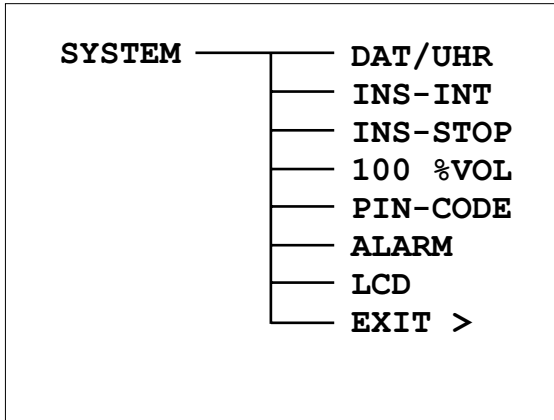 SYSTEM DAT/UHR
INS-INT
INS-STOP
100 %VOL
PIN-CODE
ALARM
LCD
EXIT >